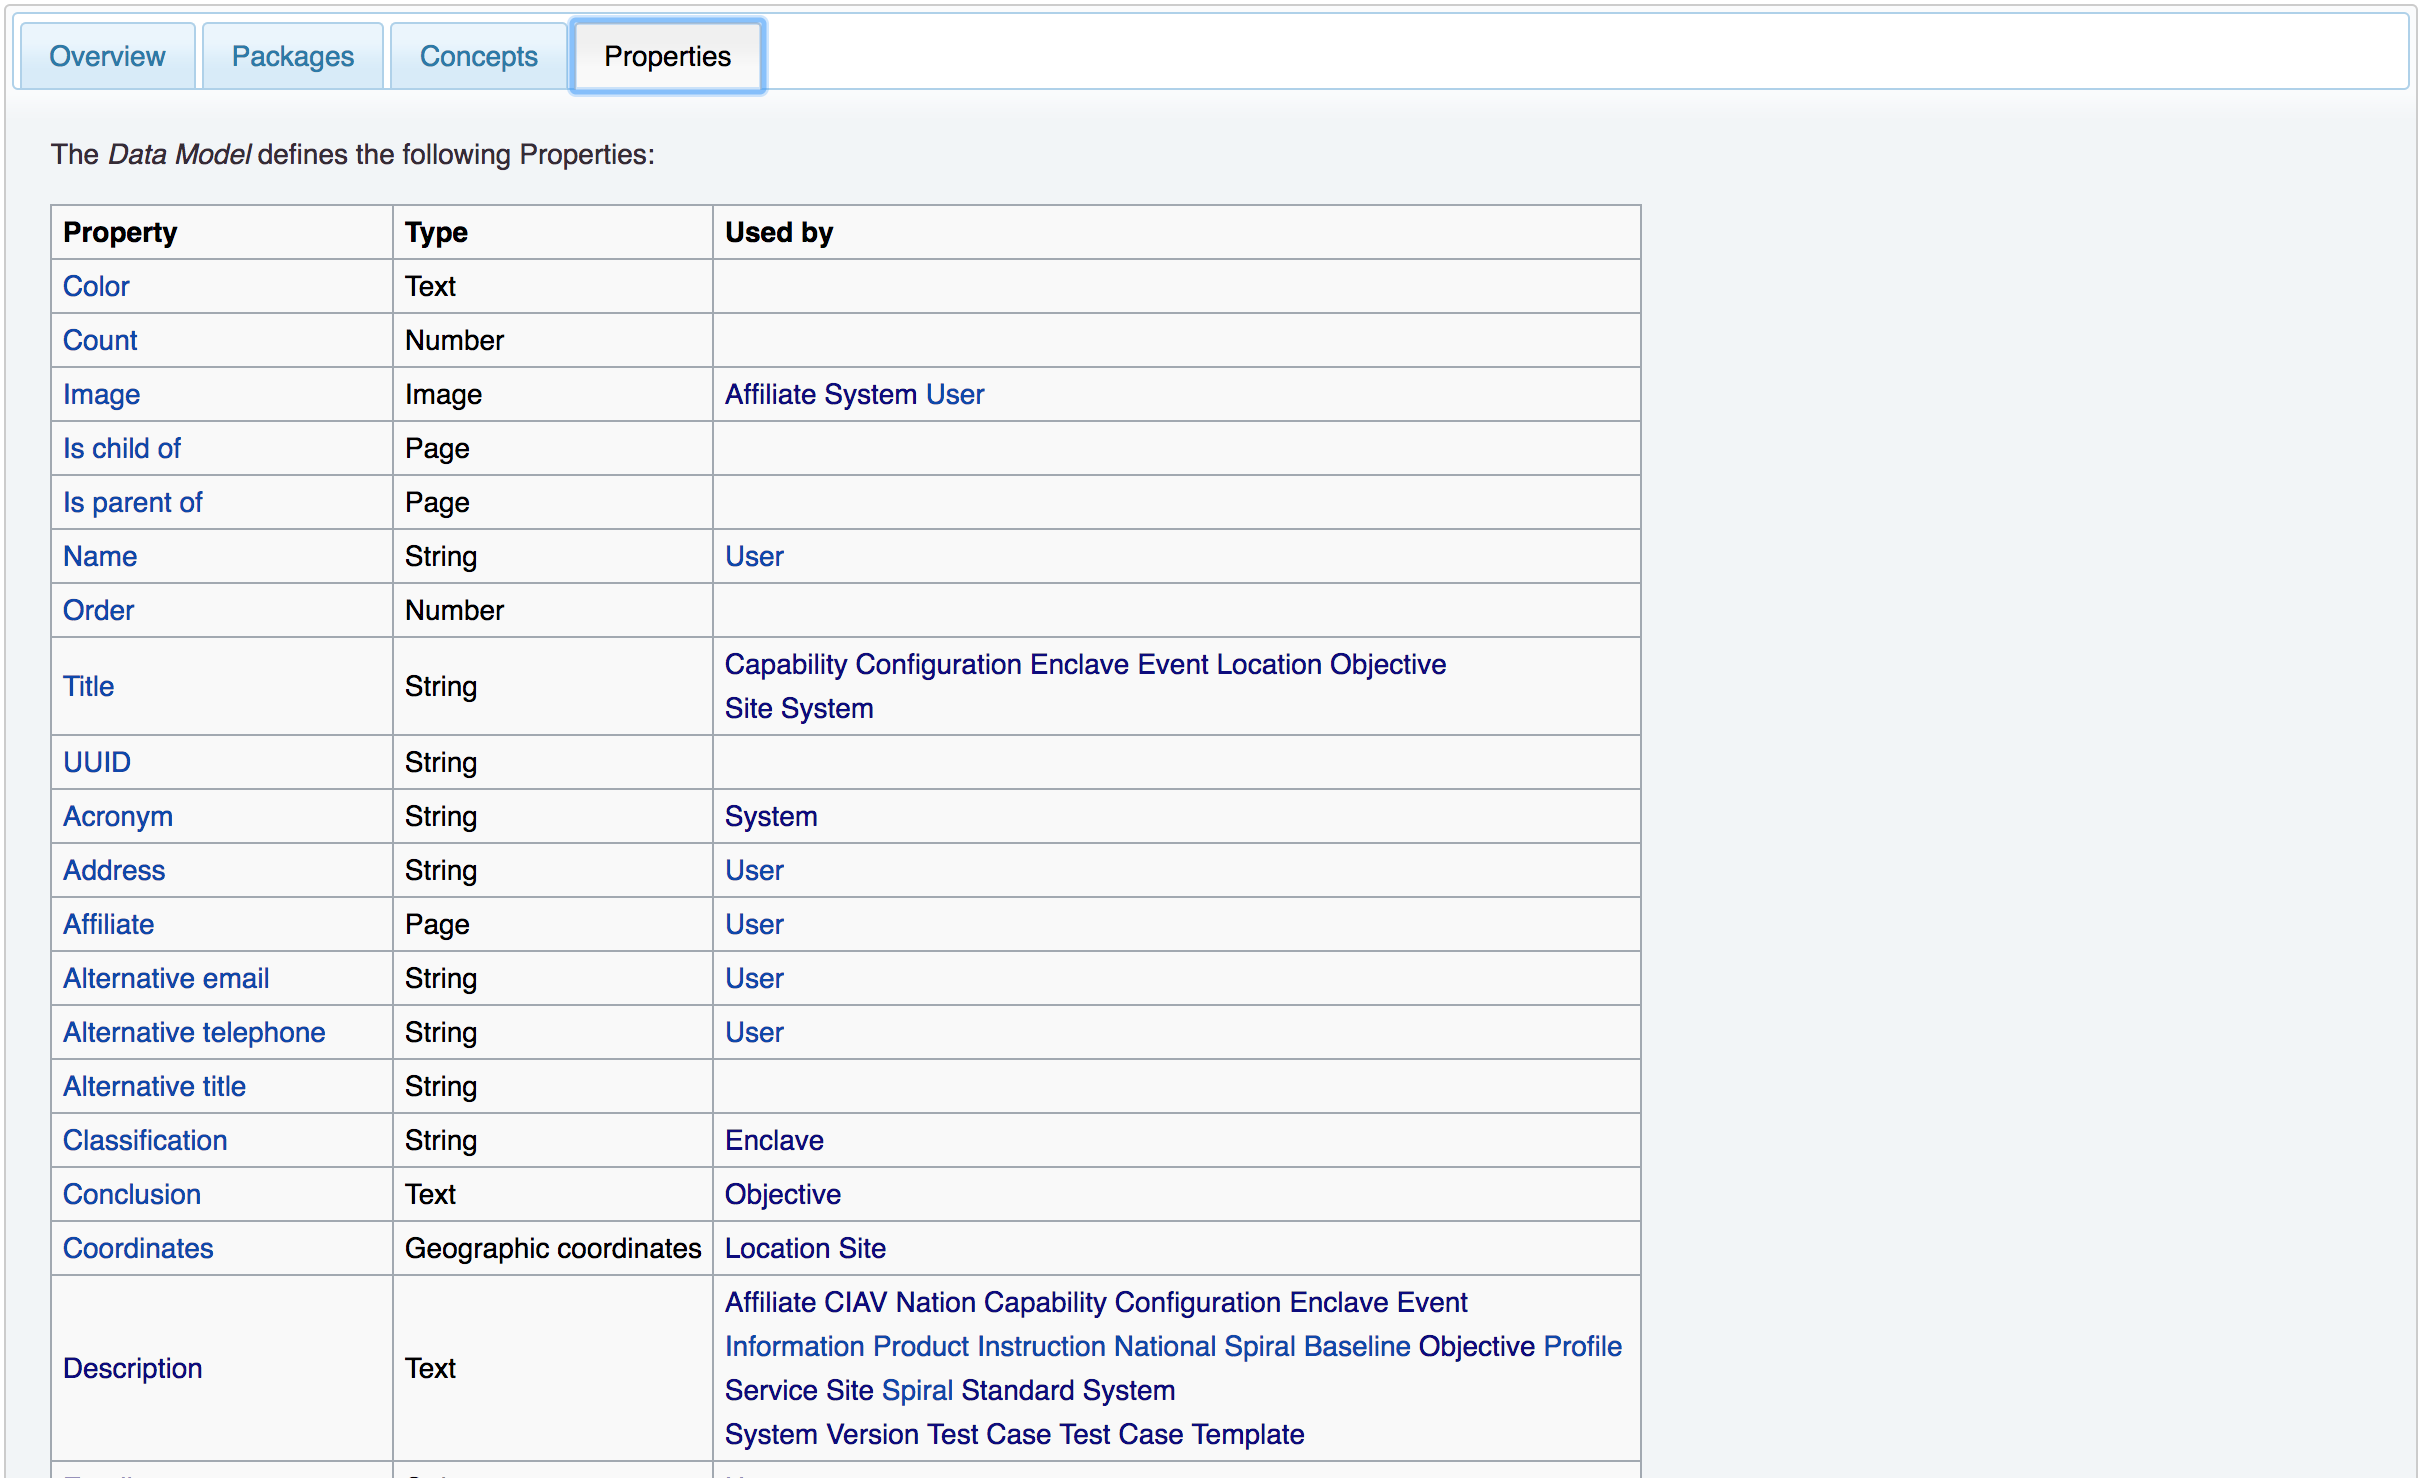 Overview Packages Concepts Properties
The Data Model defines the following Properties:
Property Type Used by
Color Text
Count Number
Image Image Affiliate System User
Is child of Page
Is parent of Page
Name String User
Order Number
Title String Capability Configuration Enclave Event Location Objective
Site System
UUID String
Acronym String System
Address String User
Affiliate Page User
Alternative email String User
Alternative telephone String User
Alternative title String
Classification String Enclave
Conclusion Text Objective
Coordinates Geographic coordinates Location Site
Description Text Affiliate CIAV Nation Capability Configuration Enclave Event
Information Product Instruction National Spiral Baseline Objective Profile
Service Site Spiral Standard System
System Version Test Case Test Case Template